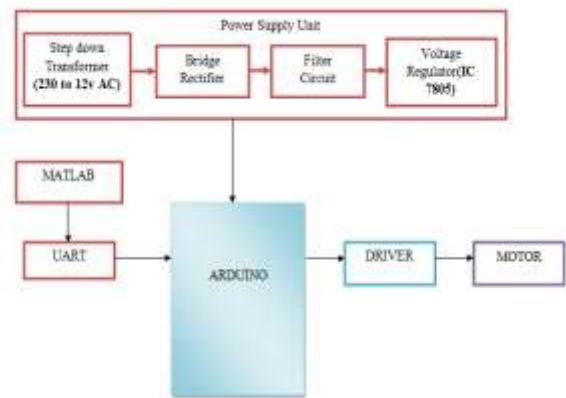 Power Supply Unit
Step down
Transformer
(230 to 12v AC)
Bridge
Rectifier
Filter
Circuit
Voltage
Regulator(IC
7805)
MATLAB
UART
ARDUINO
DRIVER
MOTOR